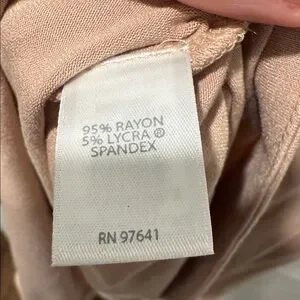 95% RAYON
5% LYCRA ®
SPANDEX
RN 97641